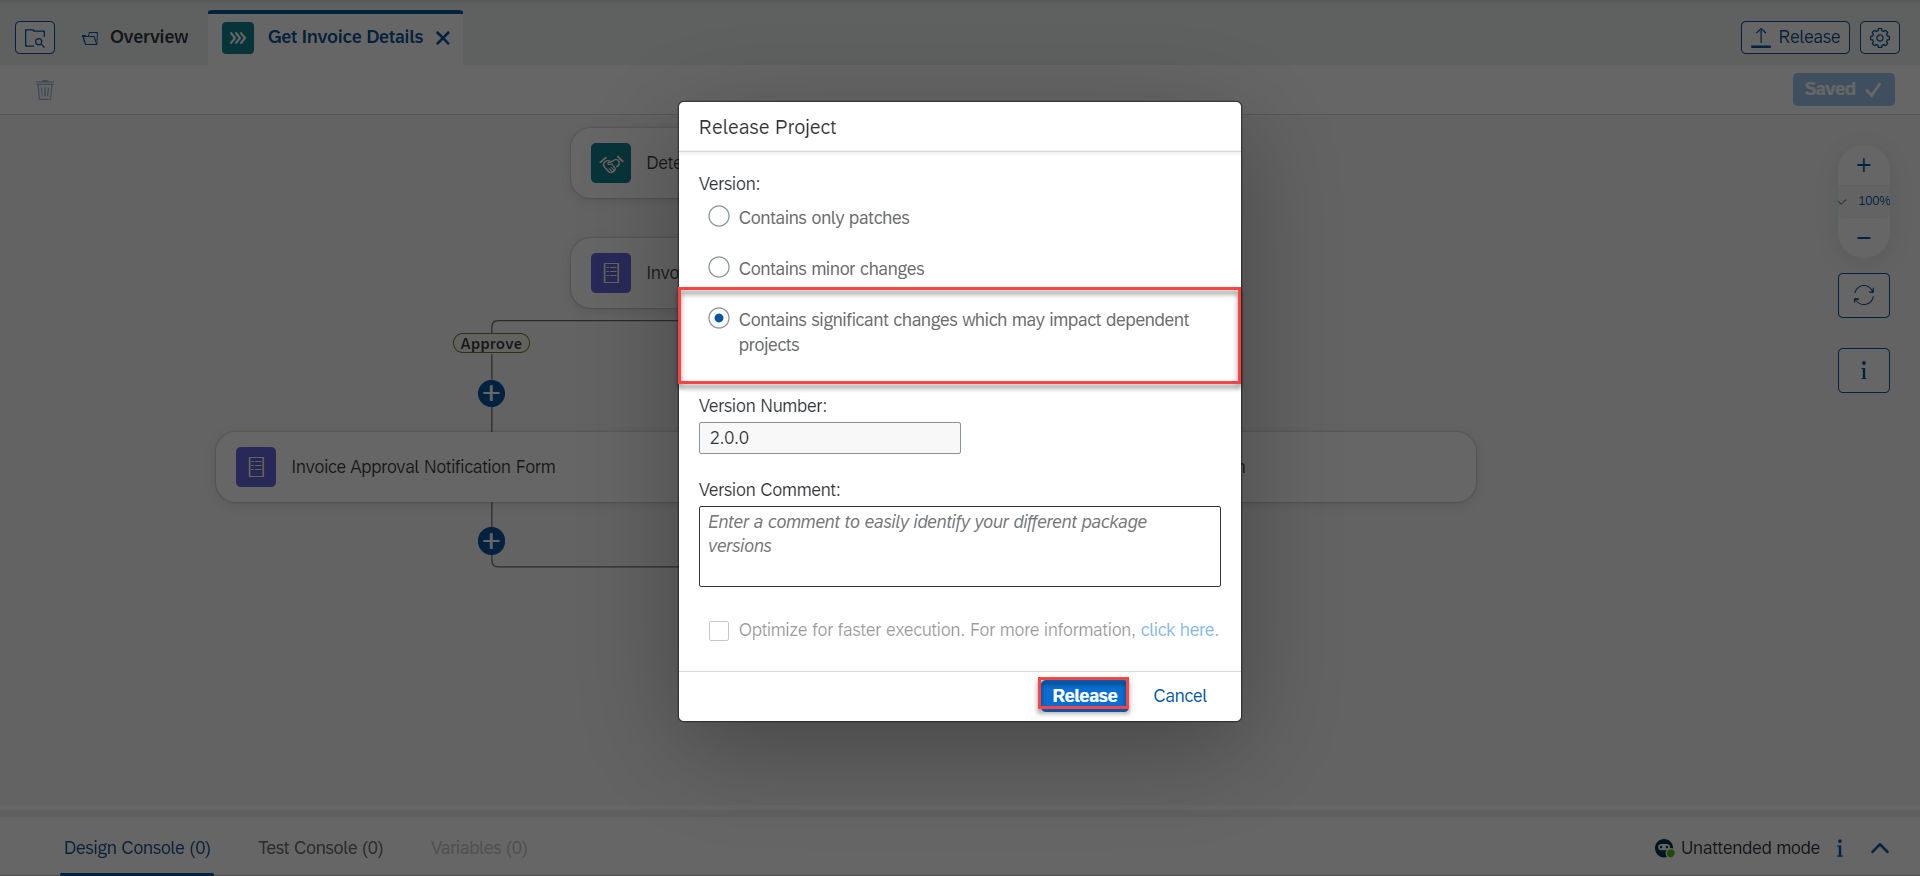 Overview
Get Invoice Details
Release
Saved
Release Project
Version:
Contains only patches
Contains minor changes
Contains significant changes which may impact dependent
projects
Version Number:
2.0.0
Version Comment:
Enter a comment to easily identify your different package
versions
Optimize for faster execution. For more information, click here.
Release
Cancel
Approve
Invoice Approval Notification Form
100%
Design Console (0)
Test Console (0)
Variables (0)
Unattended mode